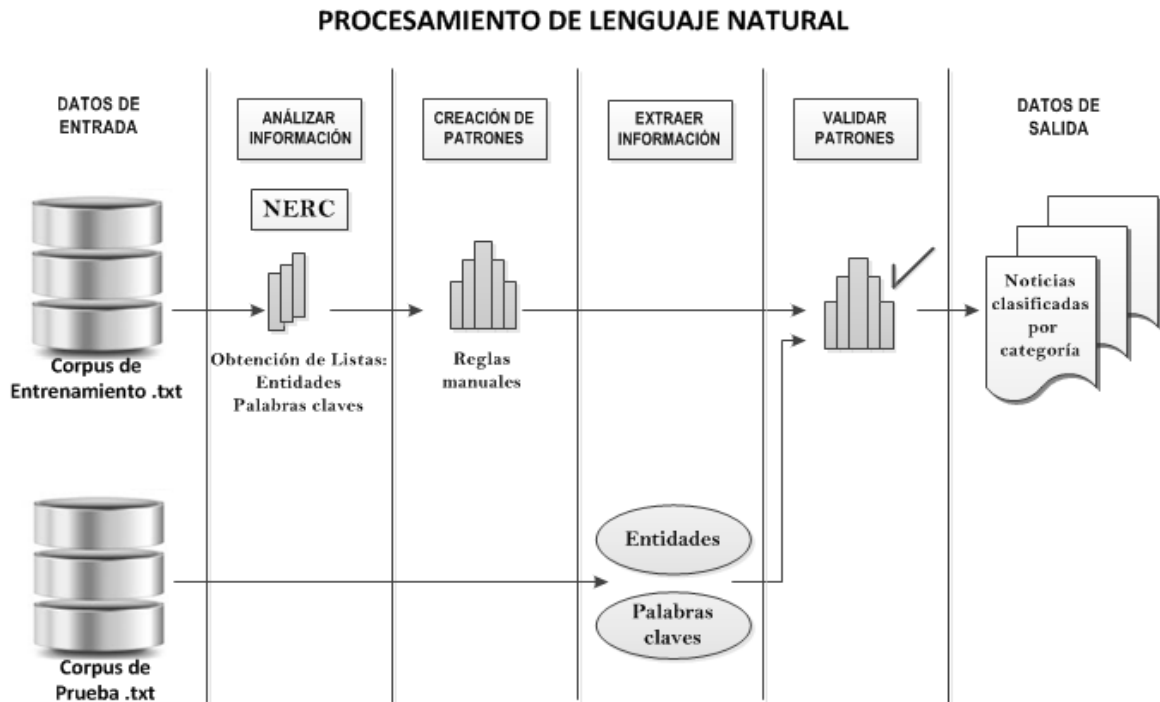 PROCESAMIENTO DE LENGUAJE NATURAL
DATOS DE
ENTRADA
ANÁLIZAR
INFORMACIÓN
CREACIÓN DE
PATRONES
EXTRAER
INFORMACIÓN
VALIDAR
PATRONES
DATOS DE
SALIDA
NERC
Corpus de
Entrenamiento .txt
Obtención de Listas:
Entidades
Palabras claves
Reglas
manuales
Noticias
clasificadas
por
categoría
Corpus de
Prueba .txt
Entidades
Palabras
claves